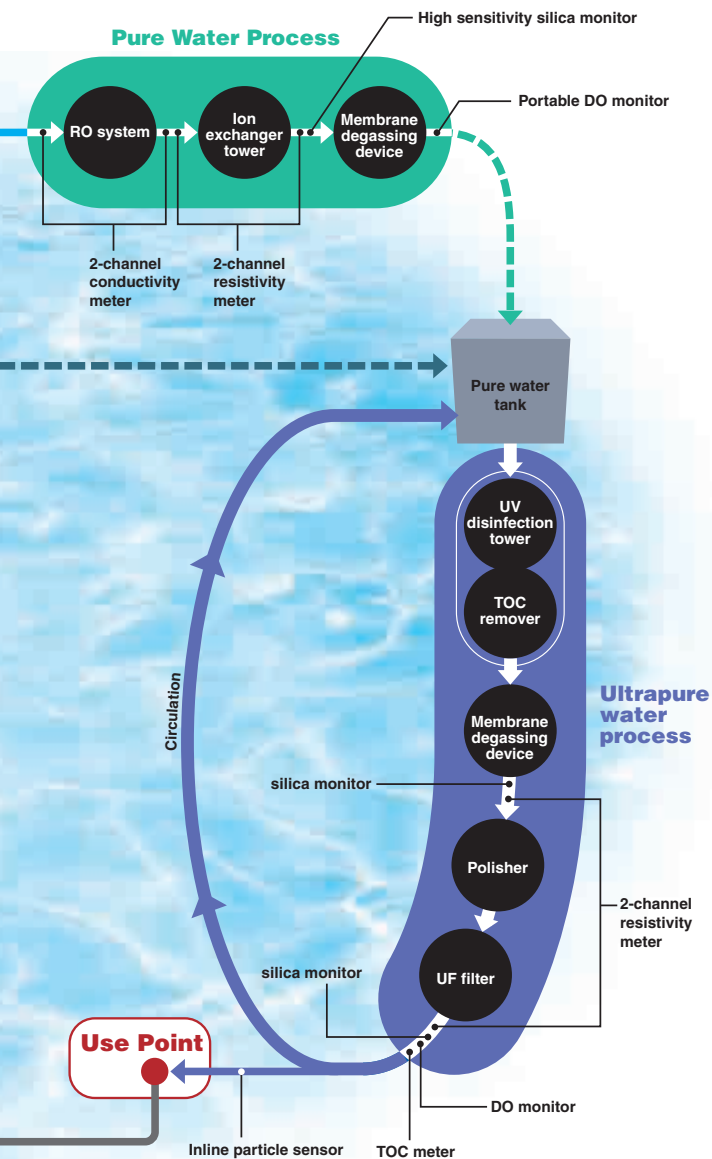 High sensitivity silica monitor
Pure Water Process
Portable DO monitor
RO system
Ion
exchanger
tower
Membrane
degassing
device
2-channel
conductivity
meter
2-channel
resistivity
meter
Pure water
tank
UV
disinfection
tower
TOC
remover
Circulation
Ultrapure
water
process
Membrane
degassing
device
silica monitor
Polisher
2-channel
resistivity
meter
silica monitor
UF filter
Use Point
DO monitor
Inline particle sensor
TOC meter